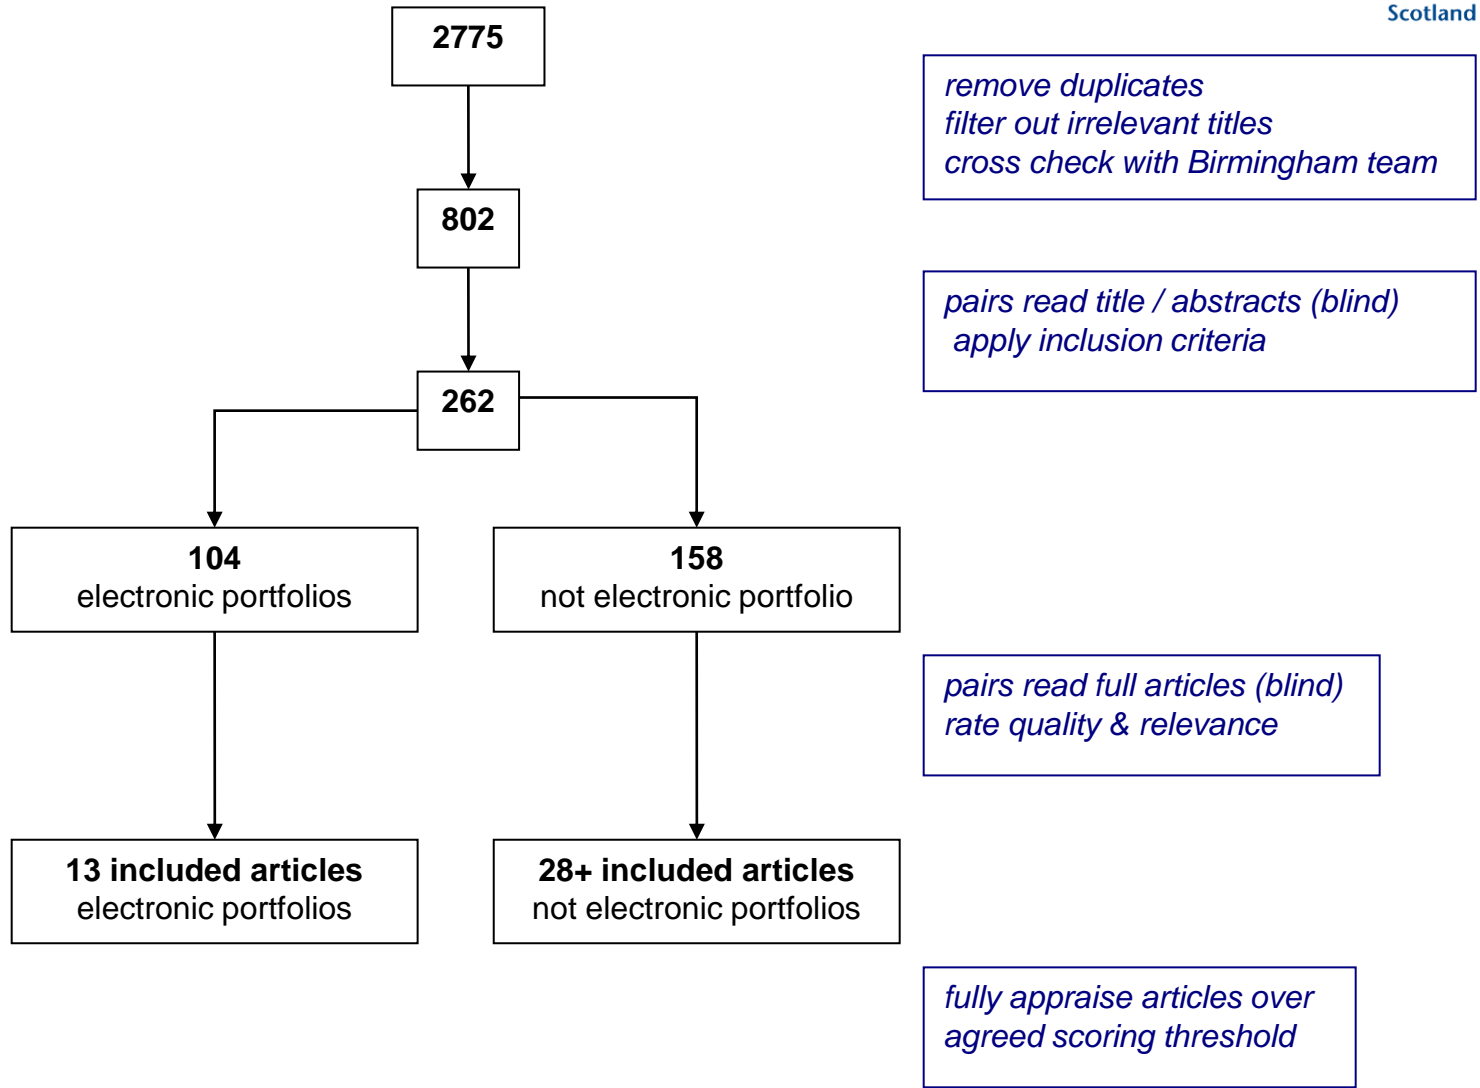 Scotland
2775
remove duplicates
filter out irrelevant titles
cross check with Birmingham team
802
pairs read title / abstracts (blind)
apply inclusion criteria
262
104
electronic portfolios
158
not electronic portfolio
pairs read full articles (blind)
rate quality & relevance
13 included articles
electronic portfolios
28+ included articles
not electronic portfolios
fully appraise articles over
agreed scoring threshold